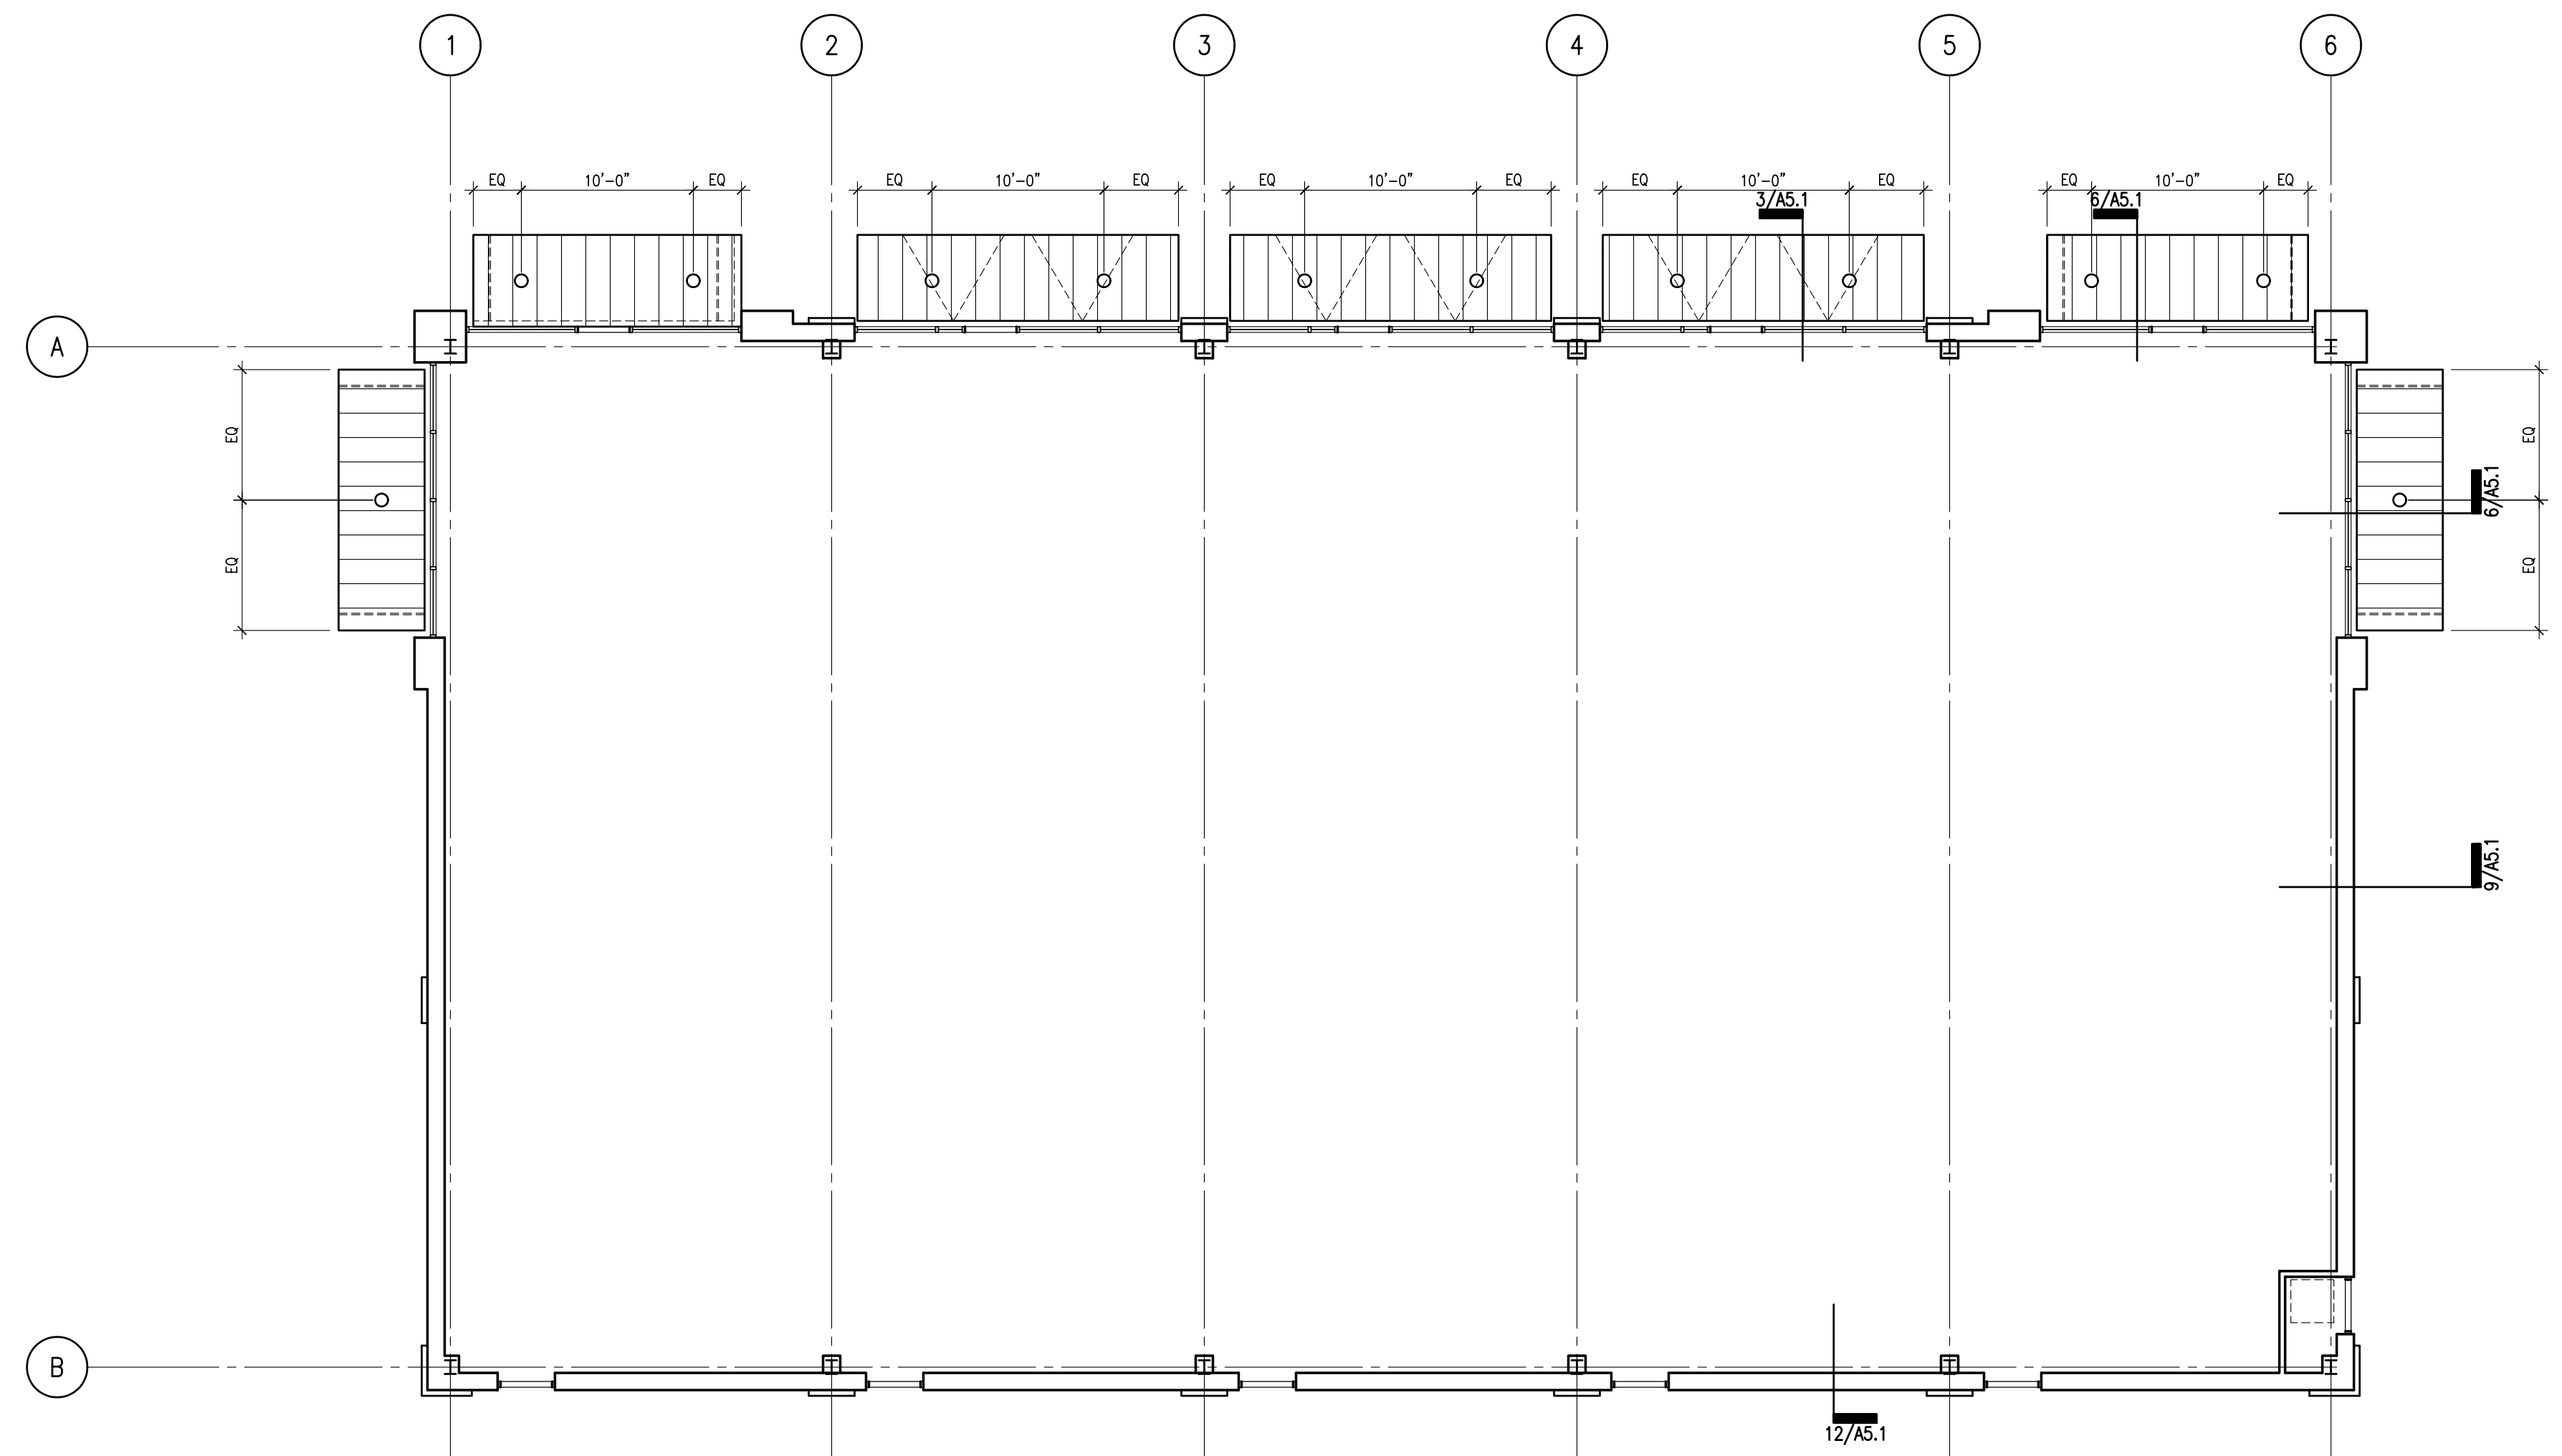 1 2 3 4 5 6
EQ 10'-0" EQ EQ 10'-0" EQ EQ 10'-0" EQ EQ 10'-0" EQ EQ 10'-0" EQ
3/A5.1 6/A5.1
A
EQ EQ
6/A5.1
EQ EQ
9/A5.1
B
12/A5.1